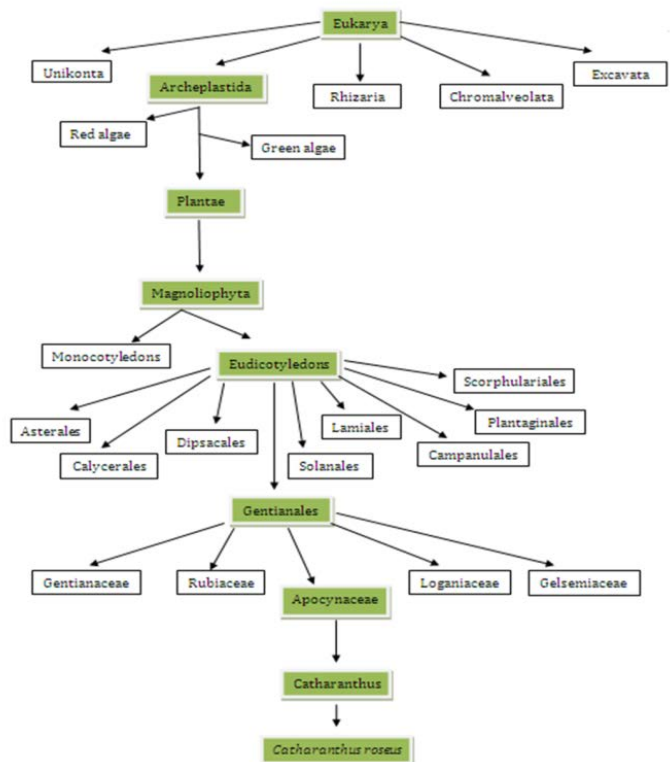 Eukarya
Unikonta
Archeplastida
Rhizaria
Chromalveolata
Excavata
Red algae
Green algae
Plantae
Magnoliophyta
Monocotyledons
Eudicotyledons
Scorphulariales
Asterales
Calycerales
Dipsacales
Solanales
Lamiales
Campanulales
Plantaginales
Gentianales
Gentianaceae
Rubiaceae
Apocynaceae
Loganiaceae
Gelsemiaceae
Catharanthus
Catharanthus roseus